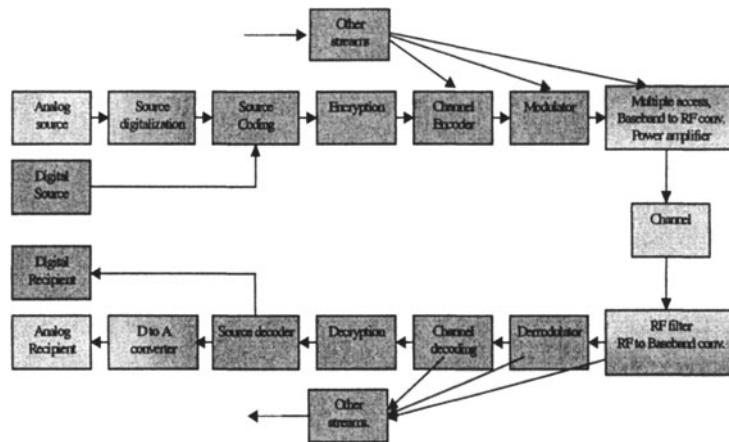 Other
streams
Analog
source
Source
digitalization
Source
Coding
Encryption
Channel
Encoder
Modulator
Multiple access,
Baseband to RF conv.
Power amplifier
Digital
Source
Channel
Digital
Recipient
Analog
Recipient
D to A
converter
Source decoder
Decryption
Channel
decoding
Demodulator
RF filter
RF to Baseband conv.
Other
streams.